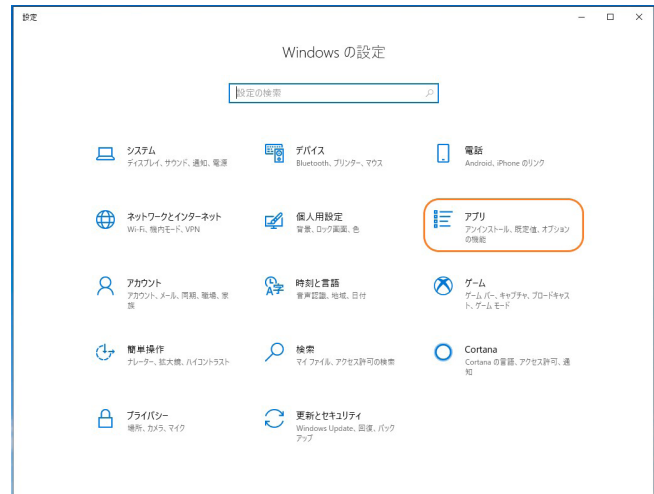 設定
Windows の設定
設定の検索
システム
ディスプレイ、サウンド、通知、電源
デバイス
Bluetooth、プリンター、マウス
電話
Android、iPhone のリンク
ネットワークとインターネット
Wi-Fi、機内モード、VPN
個人用設定
背景、ロック画面、色
アプリ
アンインストール、既定値、オプション
の機能
アカウント
アカウント、メール、同期、職場、家
族
時刻と言語
音声認識、地域、日付
ゲーム
ゲーム バー、キャプチャ、ブロードキャス
ト、ゲーム モード
簡単操作
ナレーター、拡大鏡、ハイコントラスト
検索
マイ ファイル、アクセス許可の検索
Cortana
Cortana の言語、アクセス許可、通
知
プライバシー
場所、カメラ、マイク
更新とセキュリティ
Windows Update、回復、バック
アップ